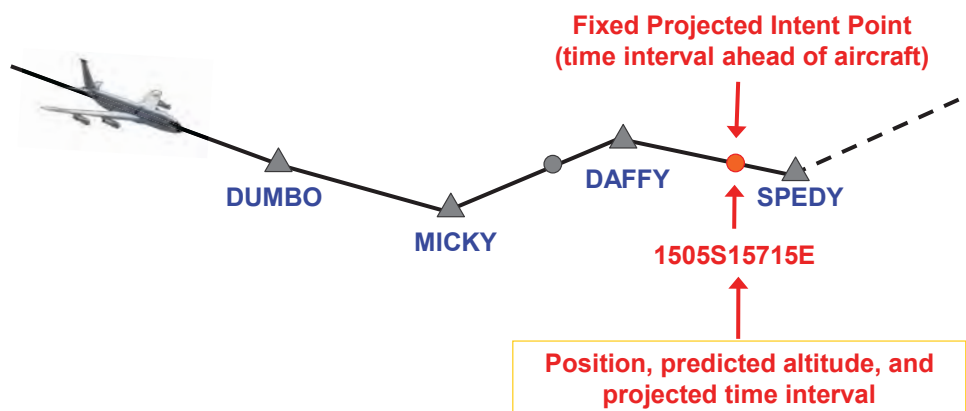 Fixed Projected Intent Point
(time interval ahead of aircraft)
DUMBO
MICKY
DAFFY
SPEDY
1505S15715E
Position, predicted altitude, and
projected time interval